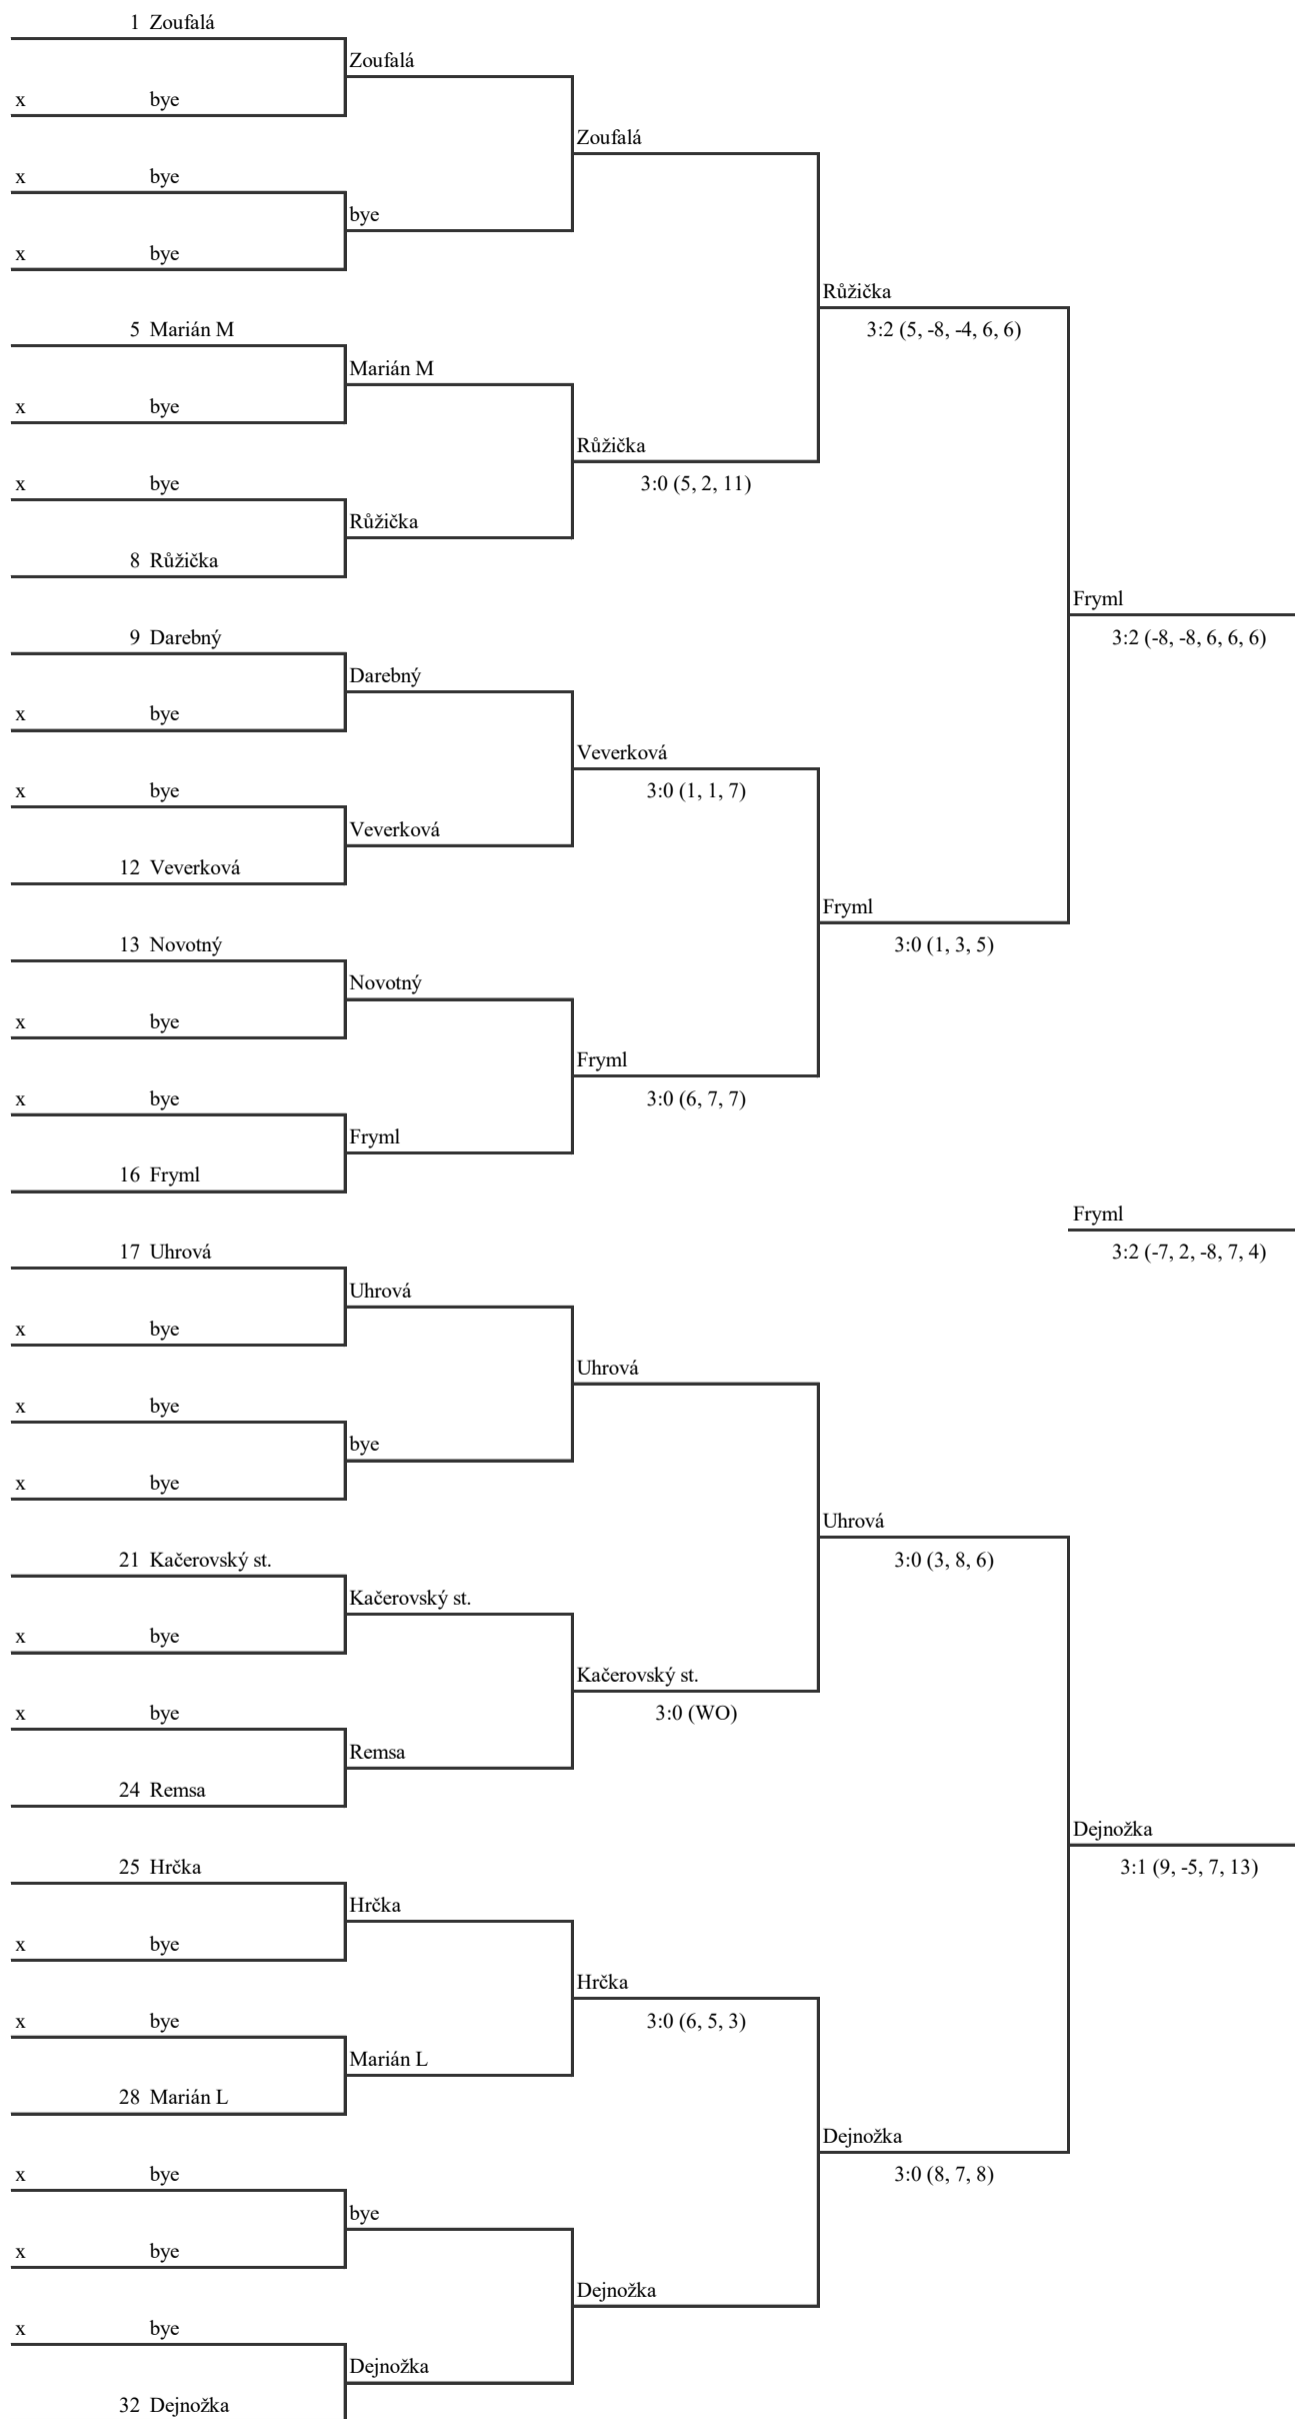 1 Zoufalá
Zoufalá
x bye
Zoufalá
x bye
bye
x bye
Růžička
5 Marián M
3:2 (5, -8, -4, 6, 6)
Marián M
x bye
Růžička
x bye
3:0 (5, 2, 11)
Růžička
8 Růžička
Fryml
9 Darebný
3:2 (-8, -8, 6, 6, 6)
Darebný
x bye
Veverková
x bye
3:0 (1, 1, 7)
Veverková
12 Veverková
Fryml
13 Novotný
3:0 (1, 3, 5)
Novotný
x bye
Fryml
x bye
3:0 (6, 7, 7)
Fryml
16 Fryml
Fryml
17 Uhrová
3:2 (-7, 2, -8, 7, 4)
Uhrová
x bye
Uhrová
x bye
bye
x bye
Uhrová
21 Kačerovský st.
3:0 (3, 8, 6)
Kačerovský st.
x bye
Kačerovský st.
x bye
3:0 (WO)
Remsa
24 Remsa
Dejnožka
25 Hrčka
3:1 (9, -5, 7, 13)
Hrčka
x bye
Hrčka
x bye
3:0 (6, 5, 3)
Marián L
28 Marián L
Dejnožka
x bye
3:0 (8, 7, 8)
bye
x bye
Dejnožka
x bye
Dejnožka
32 Dejnožka